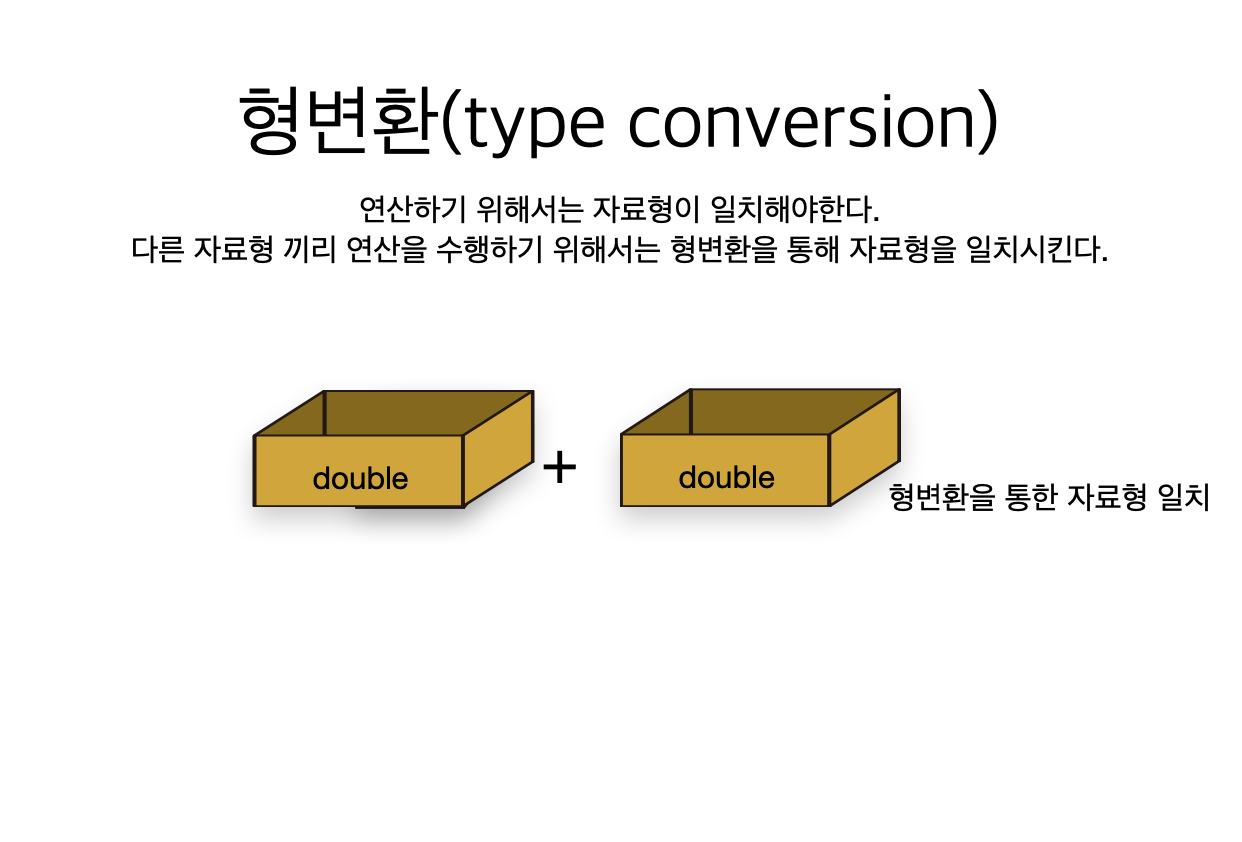 형변환(type conversion)
연산하기 위해서는 자료형이 일치해야한다.
다른 자료형 끼리 연산을 수행하기 위해서는 형변환을 통해 자료형을 일치시킨다.
double + double
형변환을 통한 자료형 일치